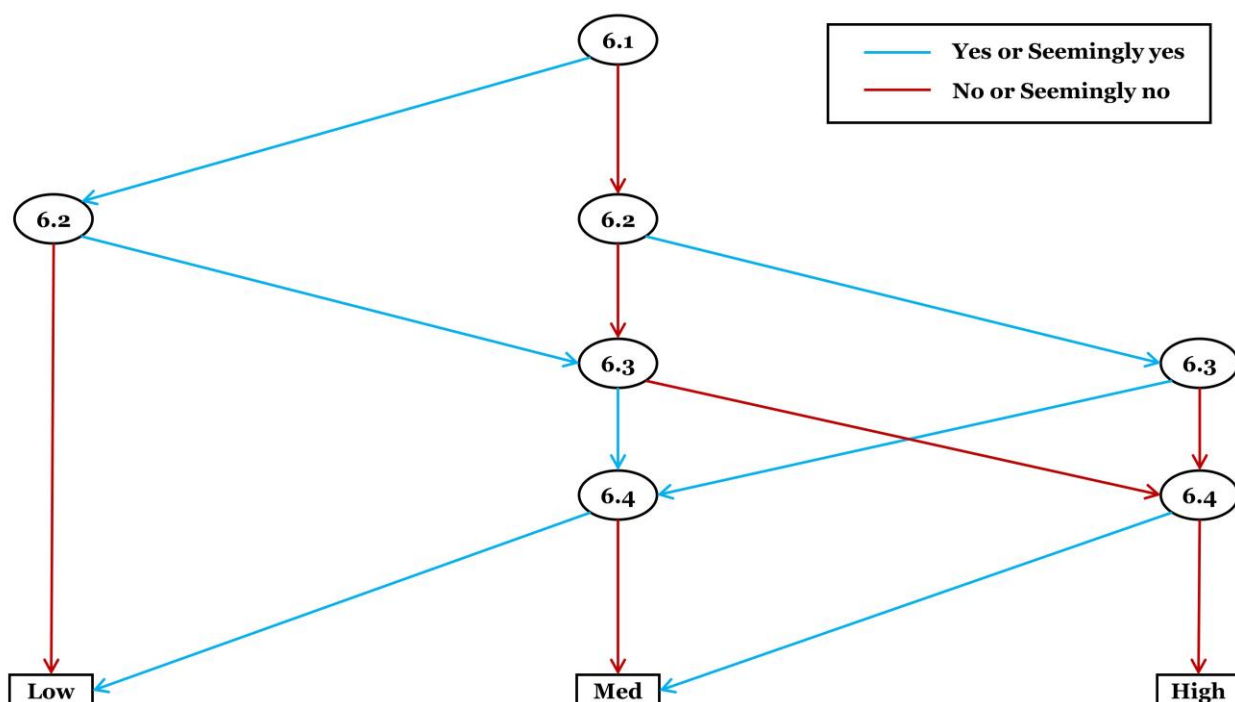 6.1
Yes or Seemingly yes
No or Seemingly no
6.2
6.2
6.3
6.3
6.4
6.4
Low
Med
High